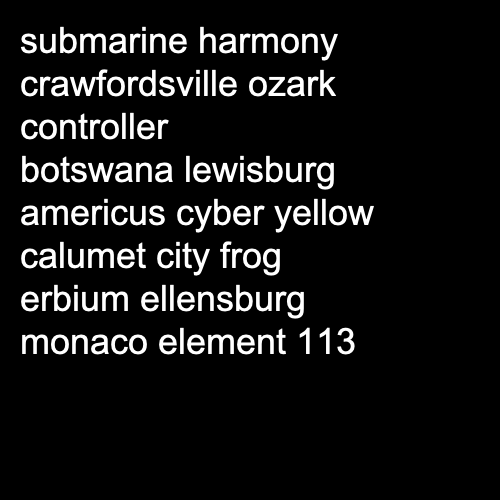 submarine harmony
crawfordsville ozark
controller
botswana lewisburg
americus cyber yellow
calumet city frog
erbium ellensburg
monaco element 113